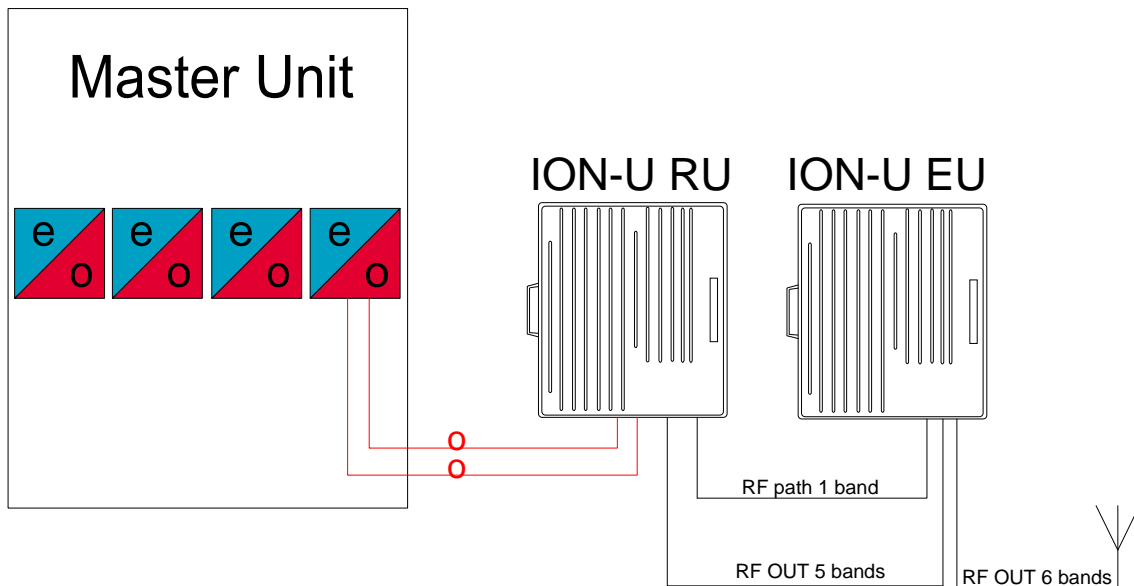 Master Unit
ION-U RU
ION-U EU
e
o
e
o
e
o
e
o
o
o
RF path 1 band
RF OUT 5 bands
RF OUT 6 bands